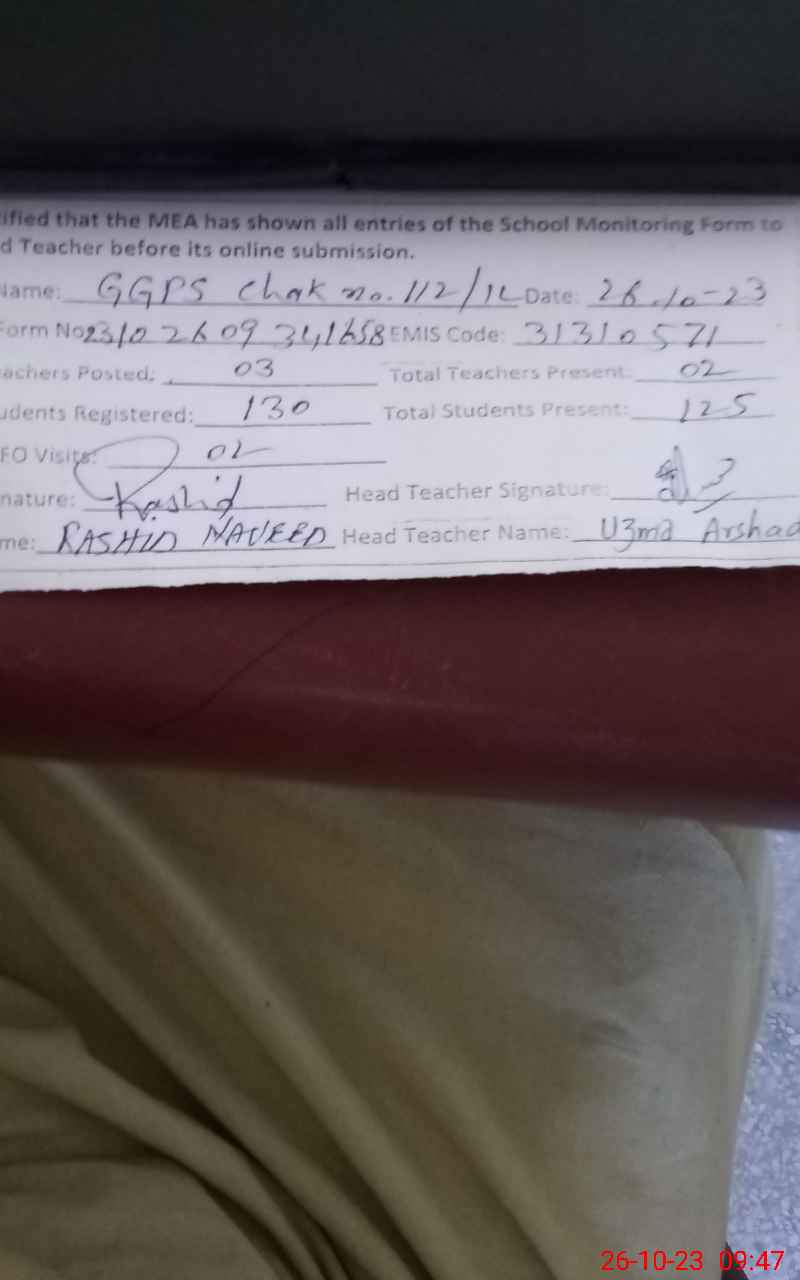 ified that the MEA has shown all entries of the School Monitoring Form to
d Teacher before its online submission.
Name: GGPS Chak no. 112/1L Date: 26-10-23
Form No. 23102609341658 EMIS Code: 31310571
achers Posted: 03 Total Teachers Present: 02
udents Registered: 130 Total Students Present: 125
FO Visits: 02
nature: Rashid Head Teacher Signature:
me: RASHID NAVEED Head Teacher Name: Uzma Arshad
26-10-23 09:47